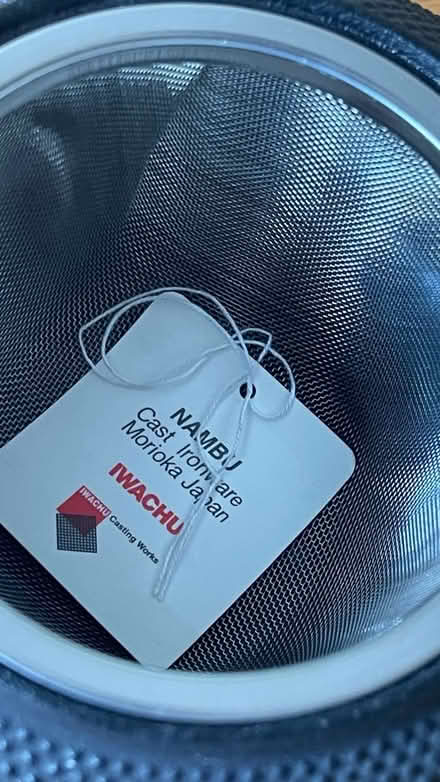 NAMBU
Cast Ironware
Morioka Japan
IWACHU
IWACHU Casting Works